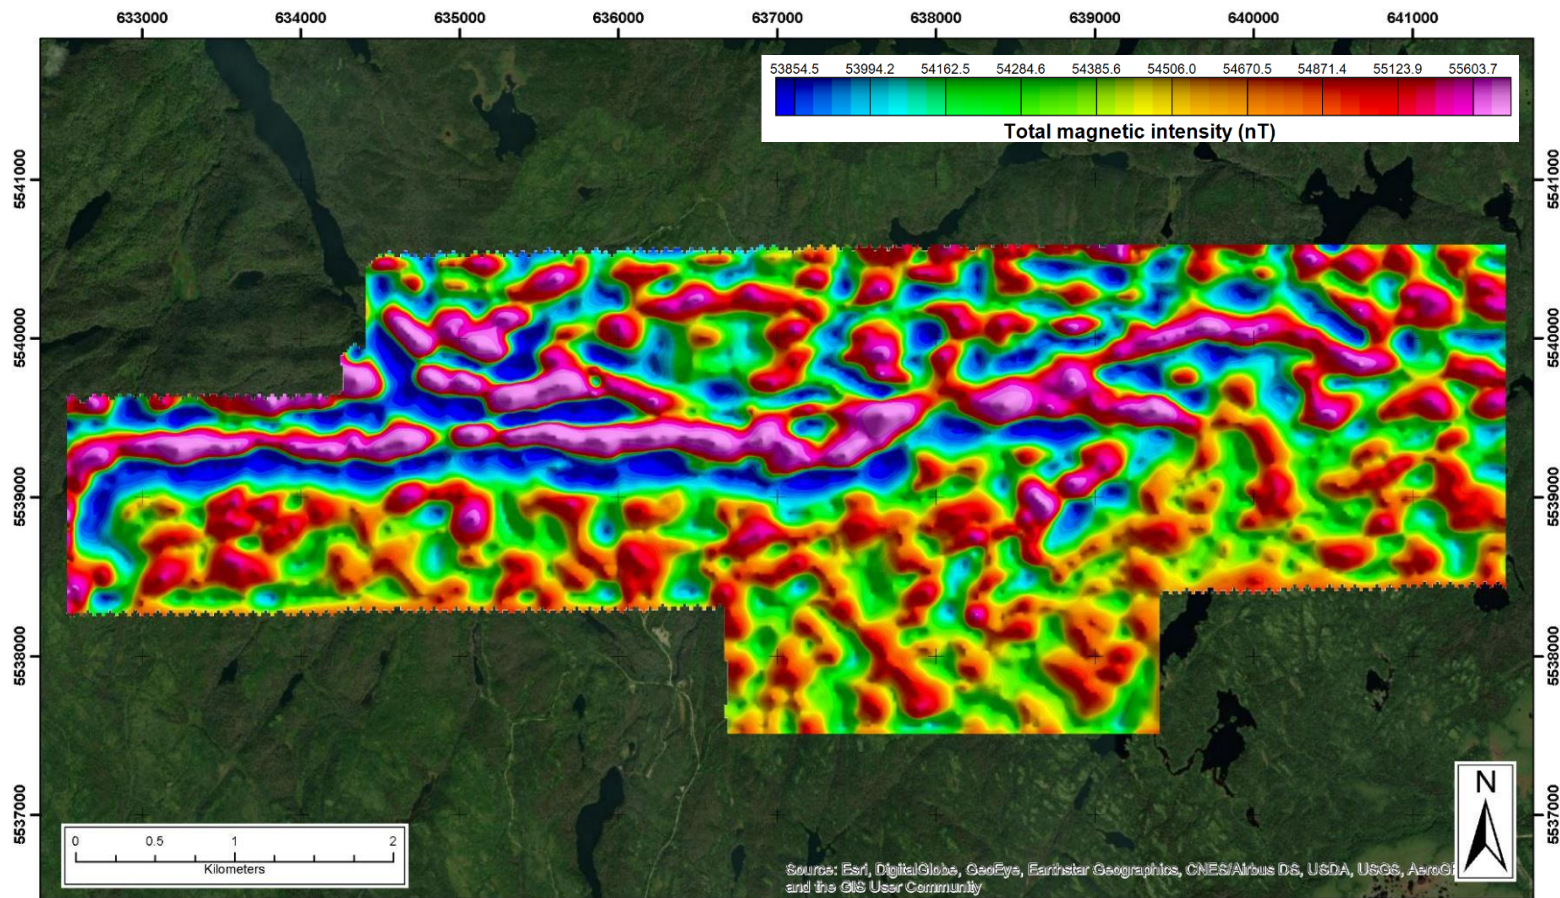 633000 634000 635000 636000 637000 638000 639000 640000 641000
53854.5 53994.2 54162.5 54284.6 54385.6 54506.0 54670.5 54871.4 55123.9 55603.7
Total magnetic intensity (nT)
5541000 5541000
5540000 5540000
5539000 5539000
5538000 5538000
5537000 5537000
N
0 0.5 1 2
Kilometers
Source: Esri, DigitalGlobe, GeoEye, Earthstar Geographics, CNES/Airbus DS, USDA, USGS,
and the GIS User Community